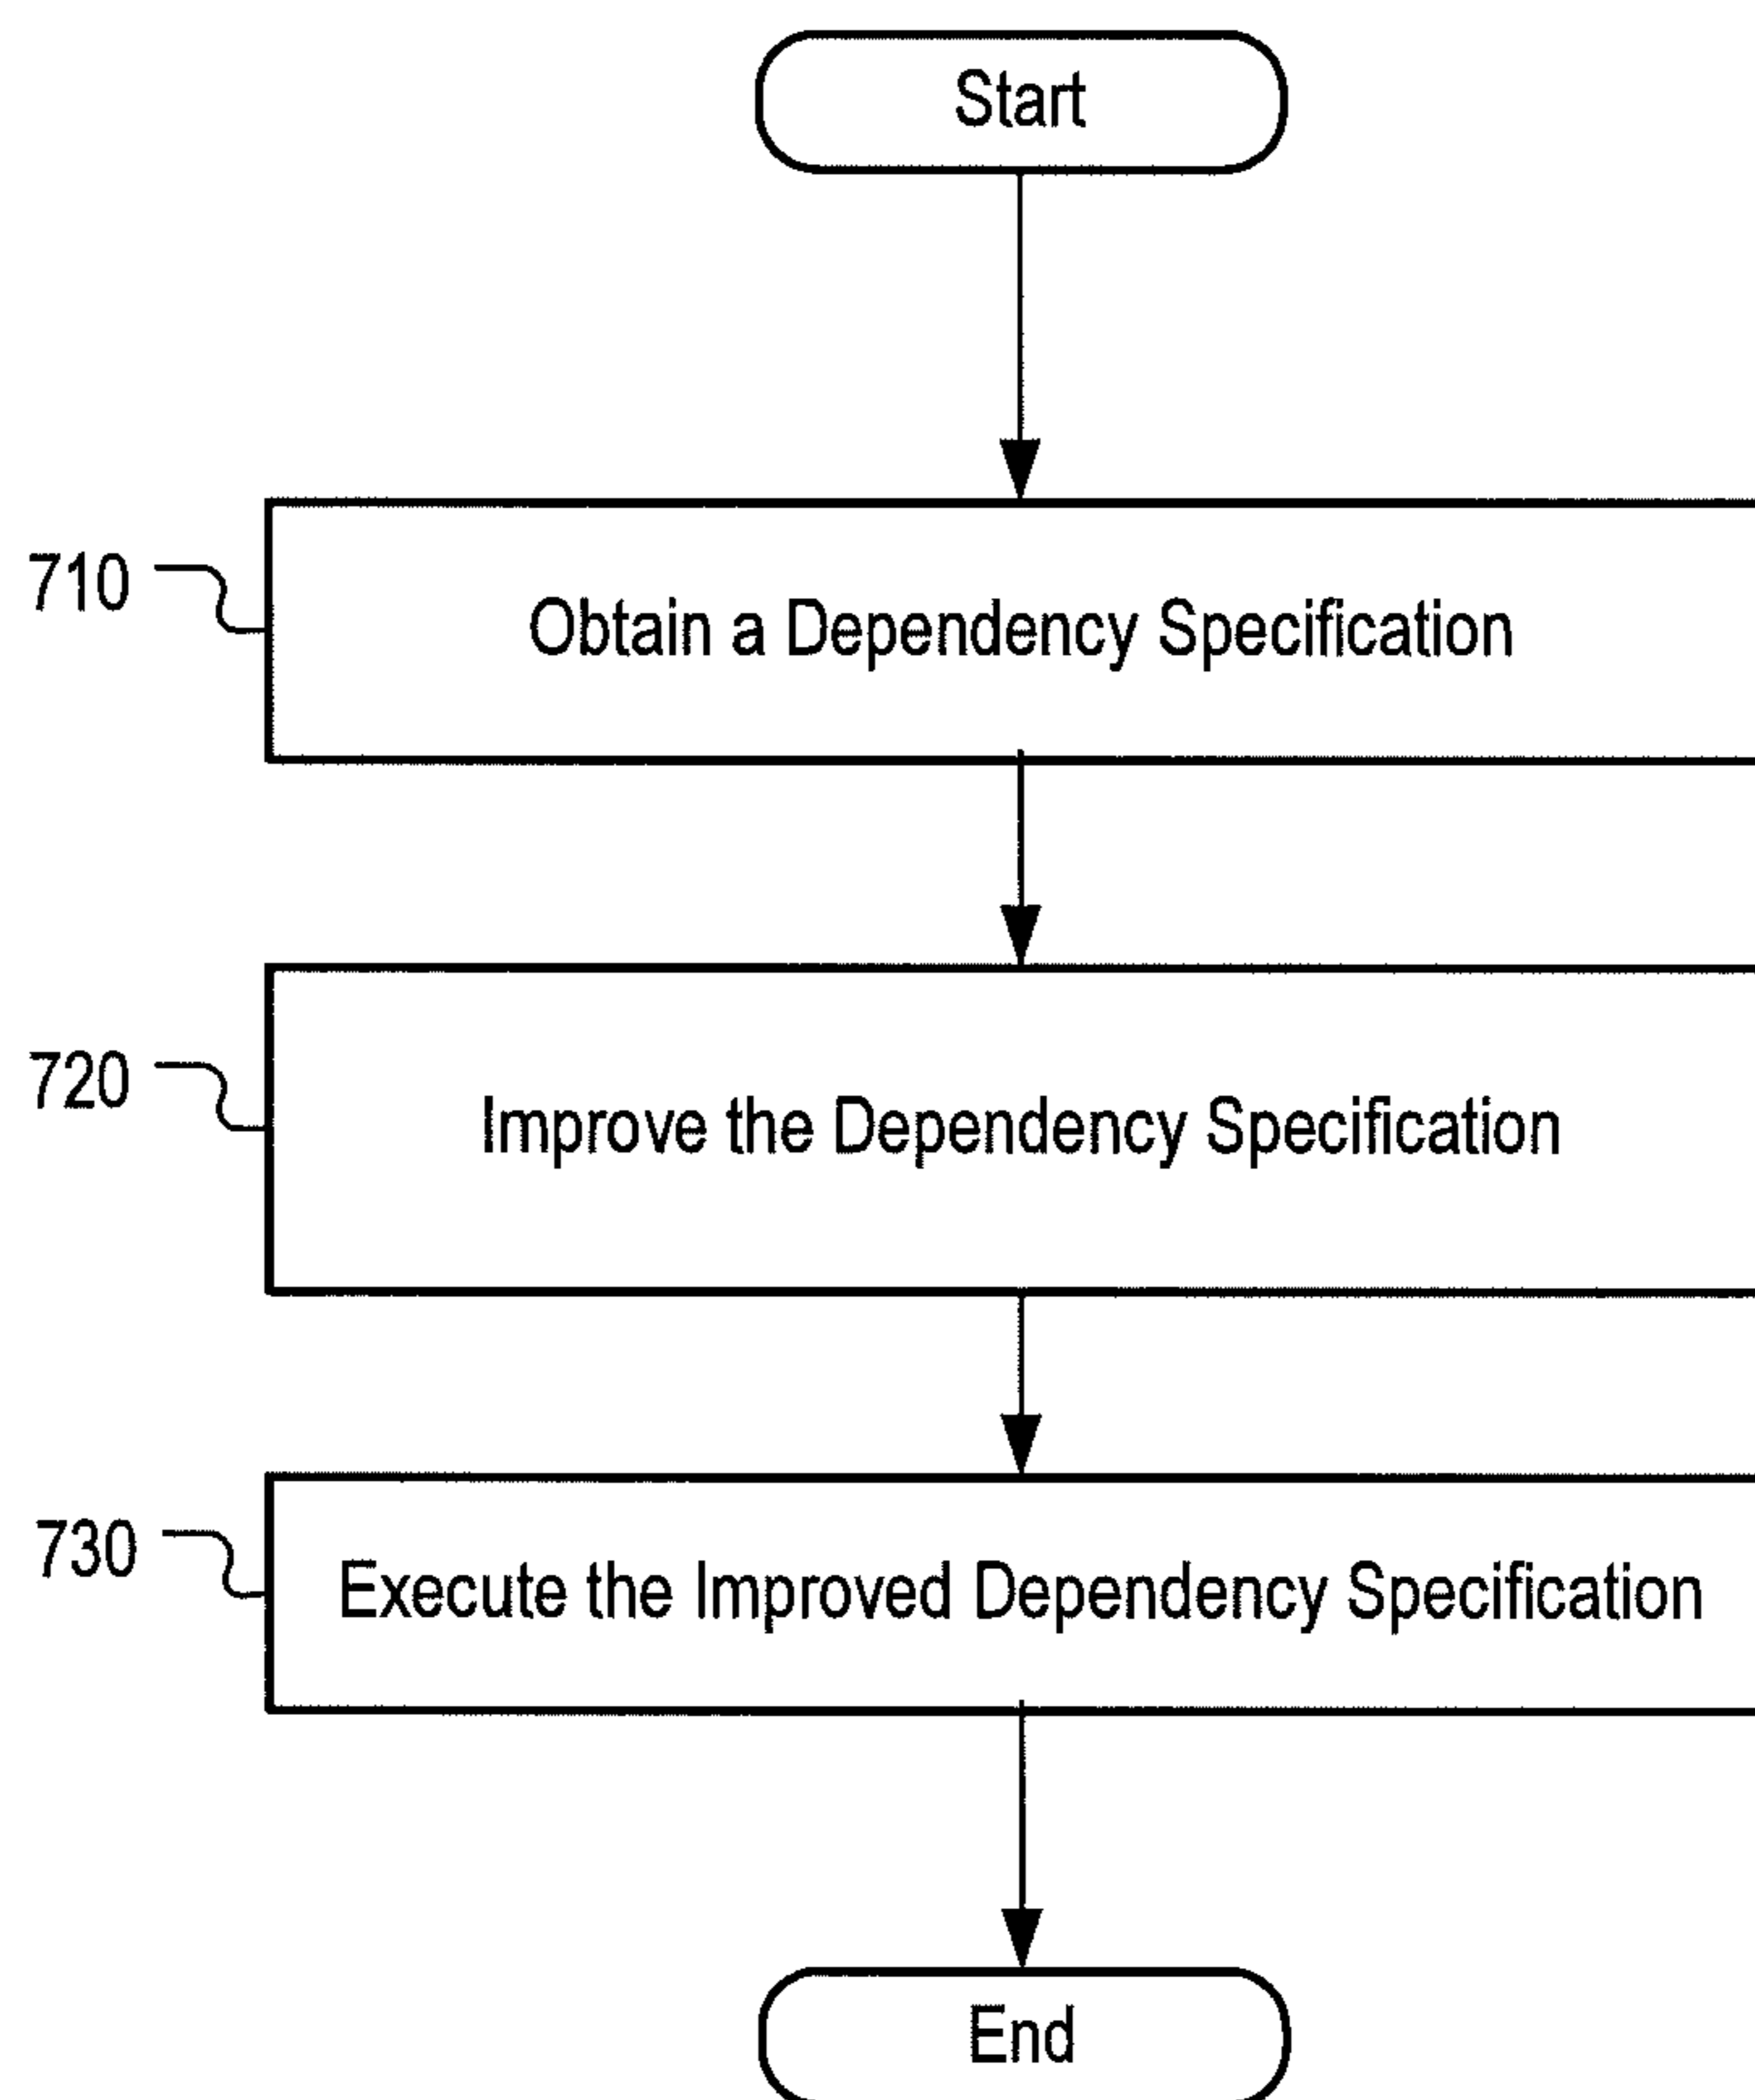 Start
710
Obtain a Dependency Specification
720
Improve the Dependency Specification
730
Execute the Improved Dependency Specification
End